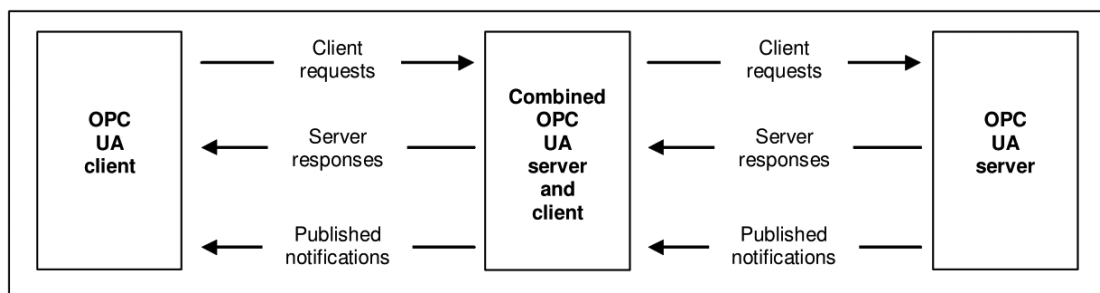 OPC
UA
client
Client
requests
Server
responses
Published
notifications
Combined
OPC
UA
server
and
client
Client
requests
Server
responses
Published
notifications
OPC
UA
server